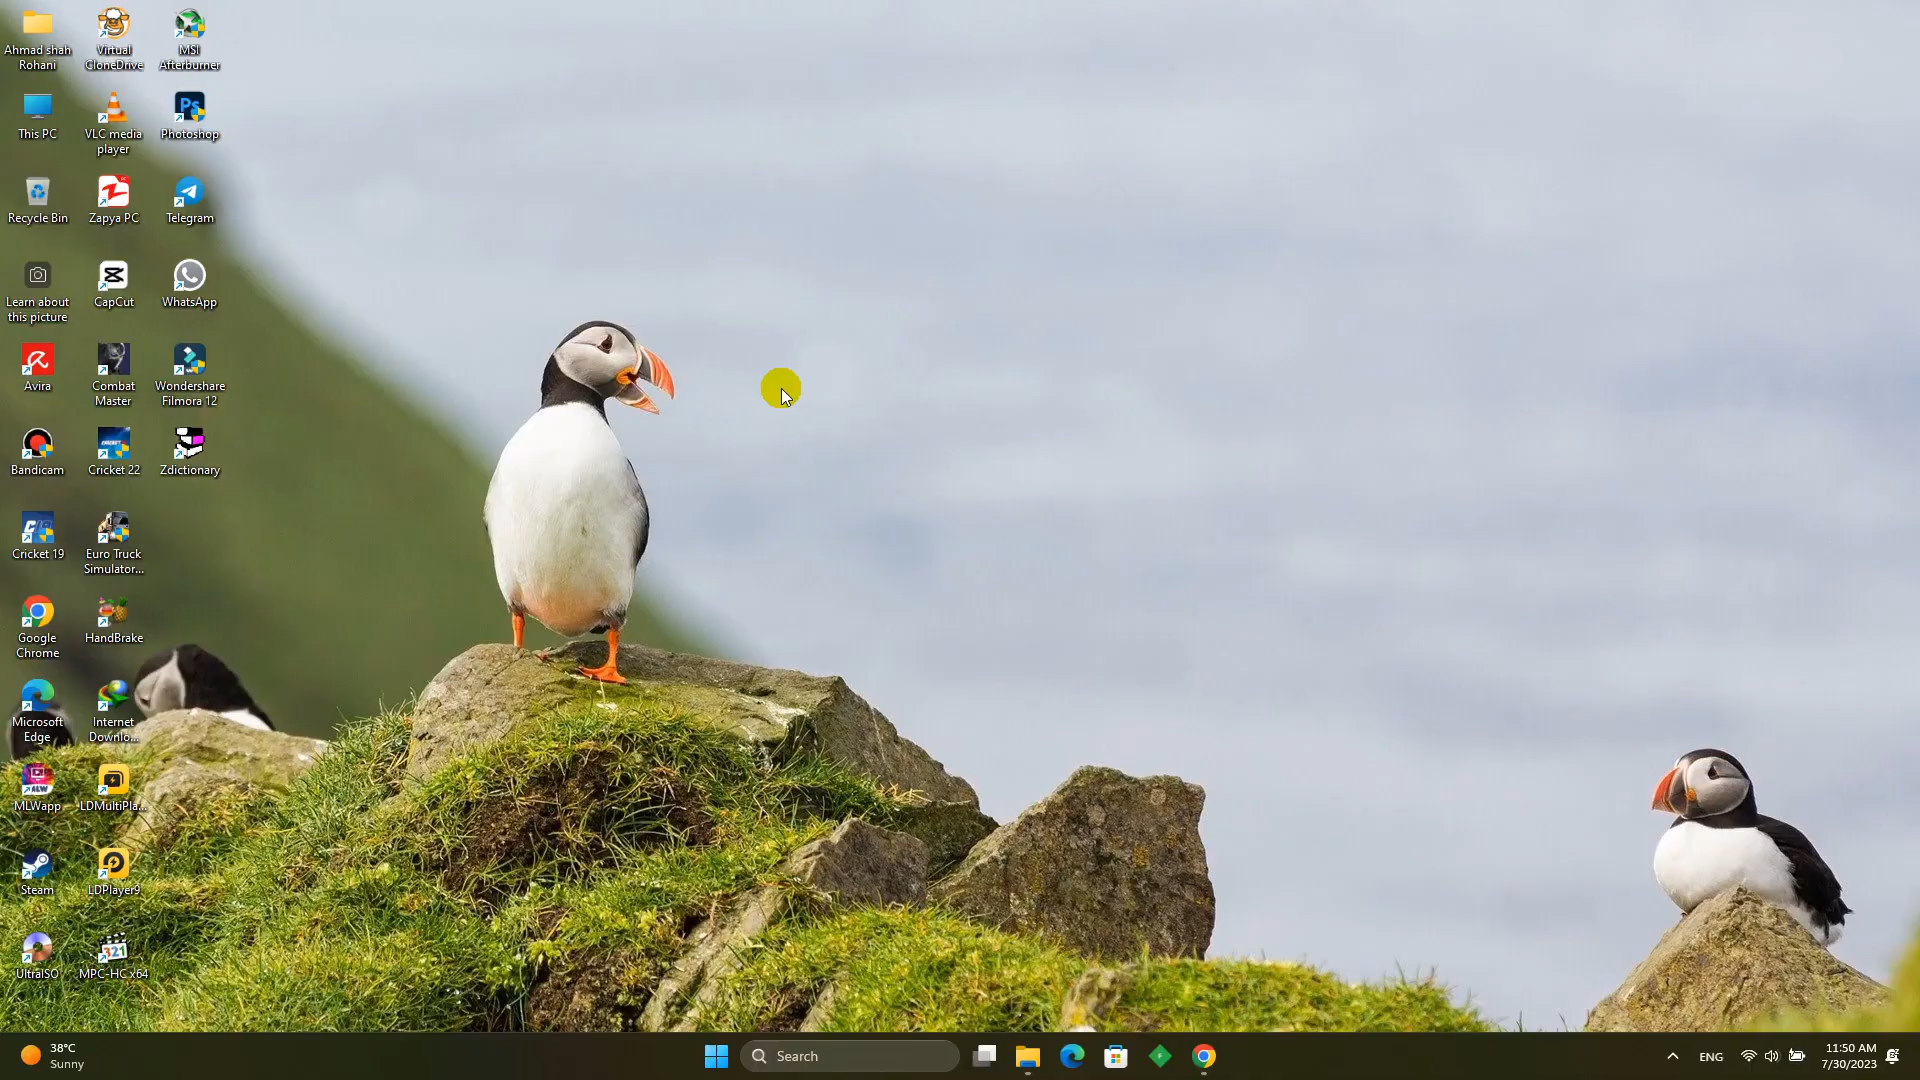 Ahmad shah
Rohani
Virtual
CloneDrive
MSI
Afterburner
This PC
VLC media
player
Ps
Photoshop
Recycle Bin
Zapya PC
Telegram
Learn about
this picture
CapCut
WhatsApp
Avira
Combat
Master
Wondershare
Filmora 12
Bandicam
Cricket 22
Zdictionary
Cricket 19
Euro Truck
Simulator...
Google
Chrome
HandBrake
Microsoft
Edge
Internet
Downlo...
MLWapp
LDMultiPla...
Steam
LDPlayer9
UltraISO
321
MPC-HC x64
38°C
Sunny
Search
ENG
11:50 AM
7/30/2023